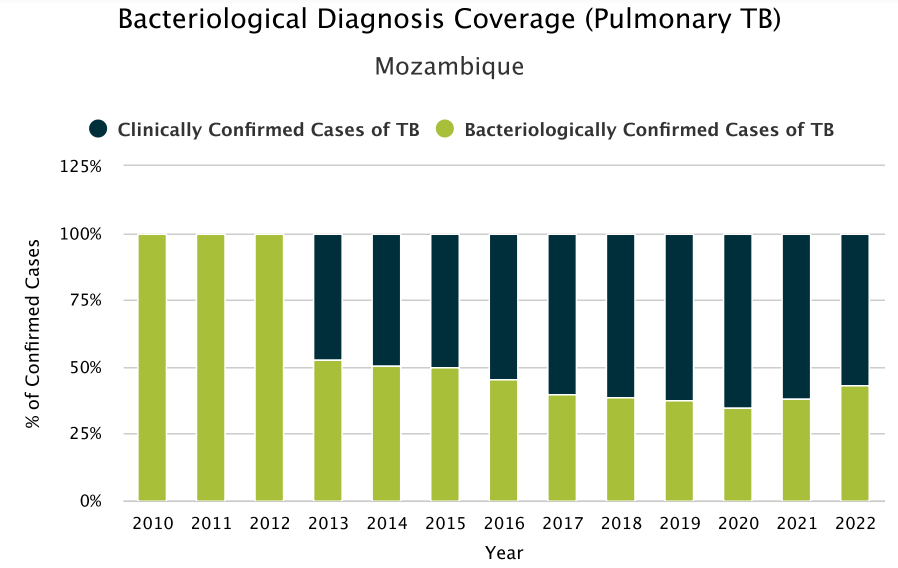 Bacteriological Diagnosis Coverage (Pulmonary TB)
Mozambique
Clinically Confirmed Cases of TB Bacteriologically Confirmed Cases of TB
125%
100%
75%
50%
25%
0%
% of Confirmed Cases
2010 2011 2012 2013 2014 2015 2016 2017 2018 2019 2020 2021 2022
Year